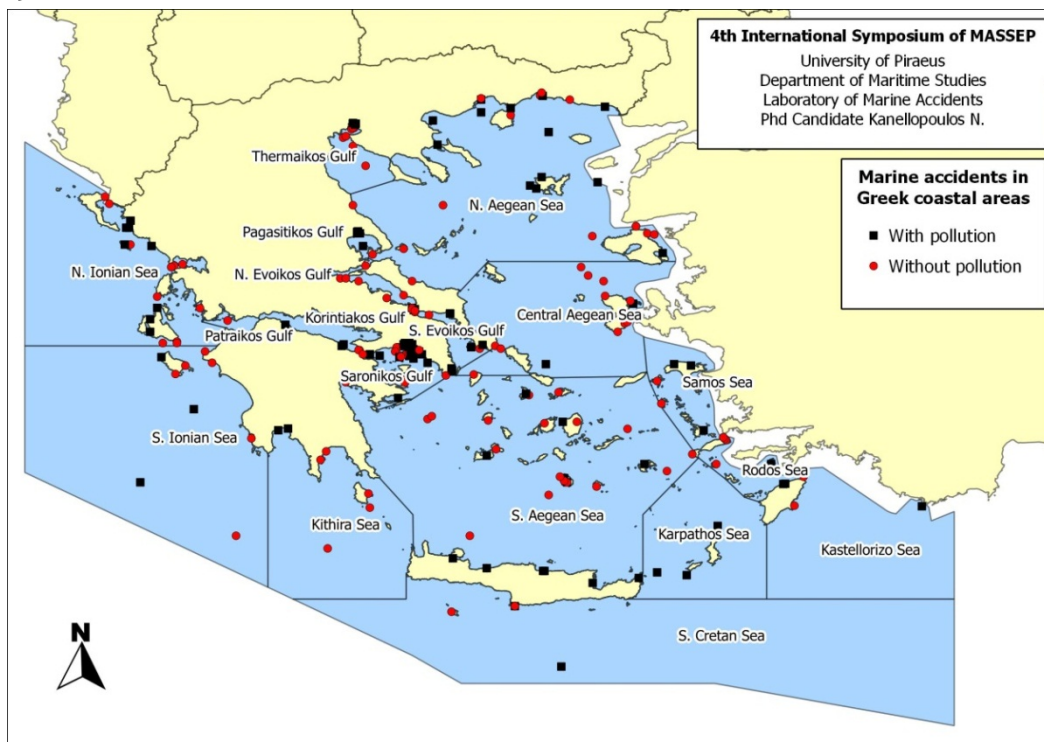 4th International Symposium of MASSEP
University of Piraeus
Department of Maritime Studies
Laboratory of Marine Accidents
Phd Candidate Kanellopoulos N.
Marine accidents in
Greek coastal areas
With pollution
Without pollution
Thermaikos Gulf
N. Aegean Sea
Pagasitikos Gulf
N. Ionian Sea
N. Evoikos Gulf
Korintiakos Gulf
Central Aegean Sea
S. Evoikos Gulf
Patraikos Gulf
Saronikos Gulf
Samos Sea
S. Ionian Sea
Rodos Sea
S. Aegean Sea
Kithira Sea
Karpathos Sea
Kastellorizo Sea
S. Cretan Sea
N